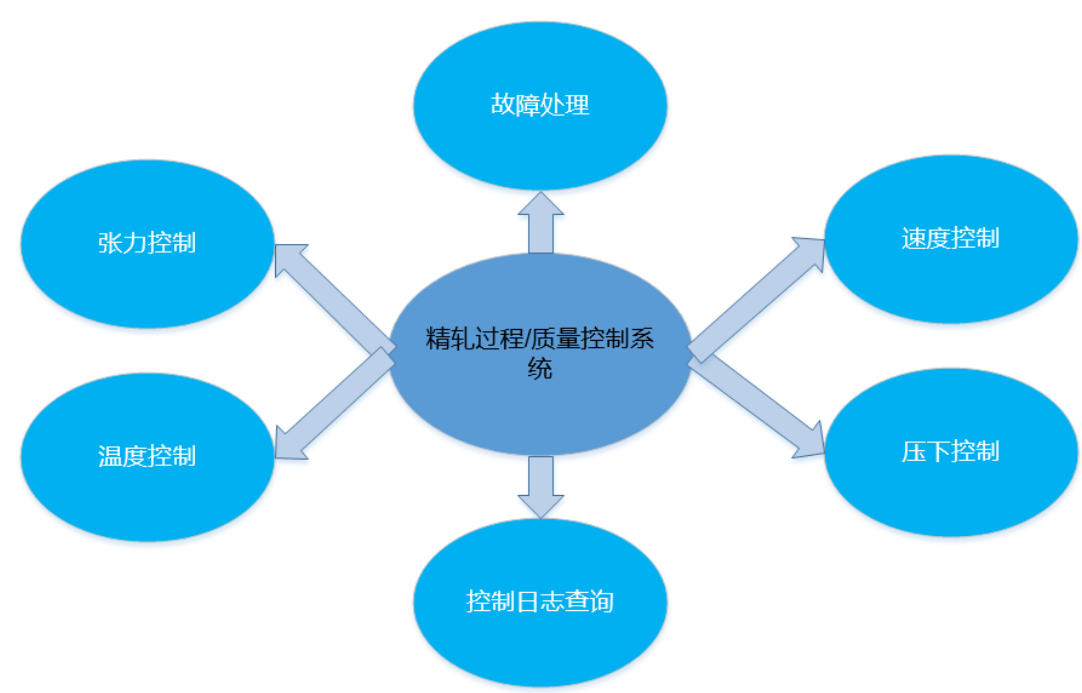 故障处理
张力控制
速度控制
精轧过程/质量控制系
统
温度控制
压下控制
控制日志查询